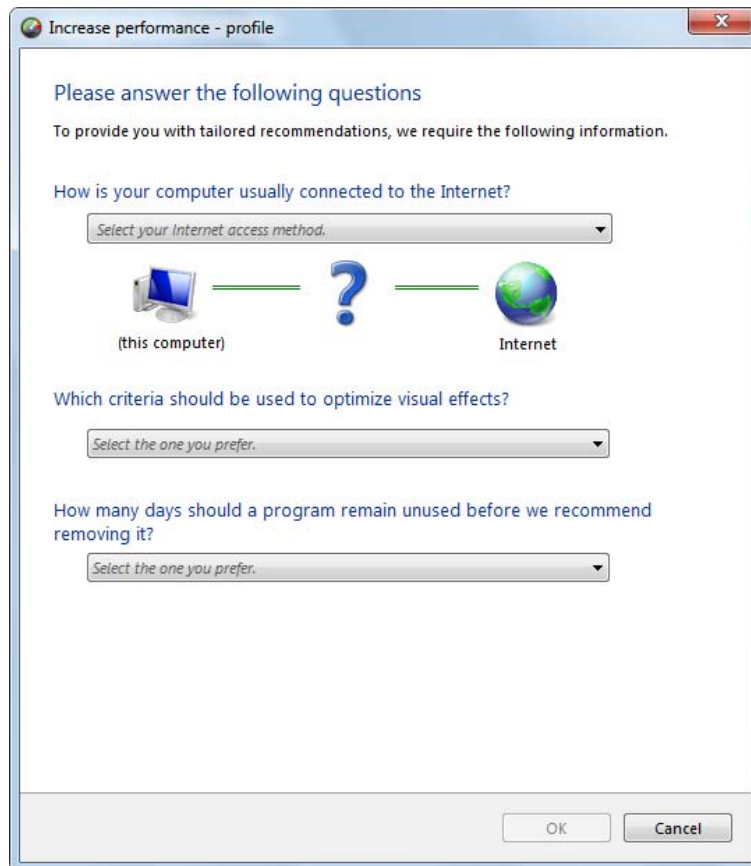 Increase performance - profile
Please answer the following questions
To provide you with tailored recommendations, we require the following information.
How is your computer usually connected to the Internet?
Select your Internet access method.
(this computer)
Internet
Which criteria should be used to optimize visual effects?
Select the one you prefer.
How many days should a program remain unused before we recommend
removing it?
Select the one you prefer.
OK
Cancel